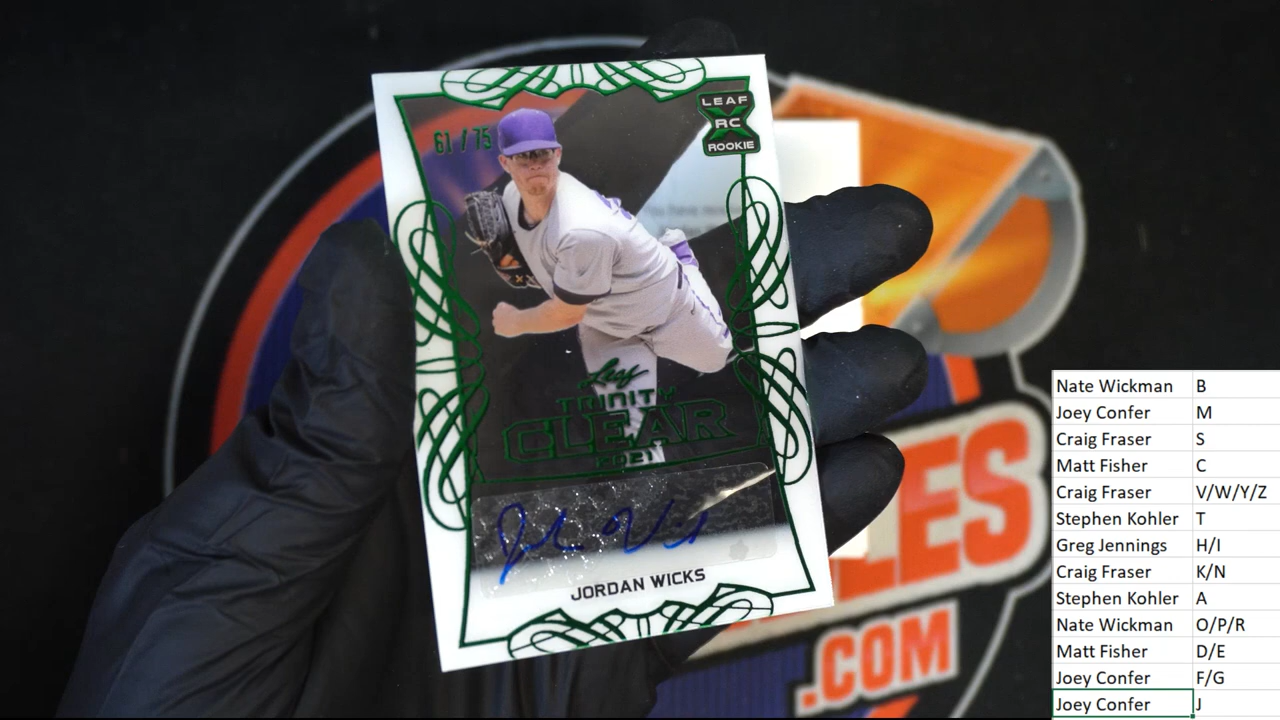 61/75
LEAF
RC
ROOKIE
Leaf
TRINITY
CLEAR
2021
JORDAN WICKS
LES
.COM
Nate Wickman B
Joey Confer M
Craig Fraser S
Matt Fisher C
Craig Fraser V/W/Y/Z
Stephen Kohler T
Greg Jennings H/I
Craig Fraser K/N
Stephen Kohler A
Nate Wickman O/P/R
Matt Fisher D/E
Joey Confer F/G
Joey Confer J